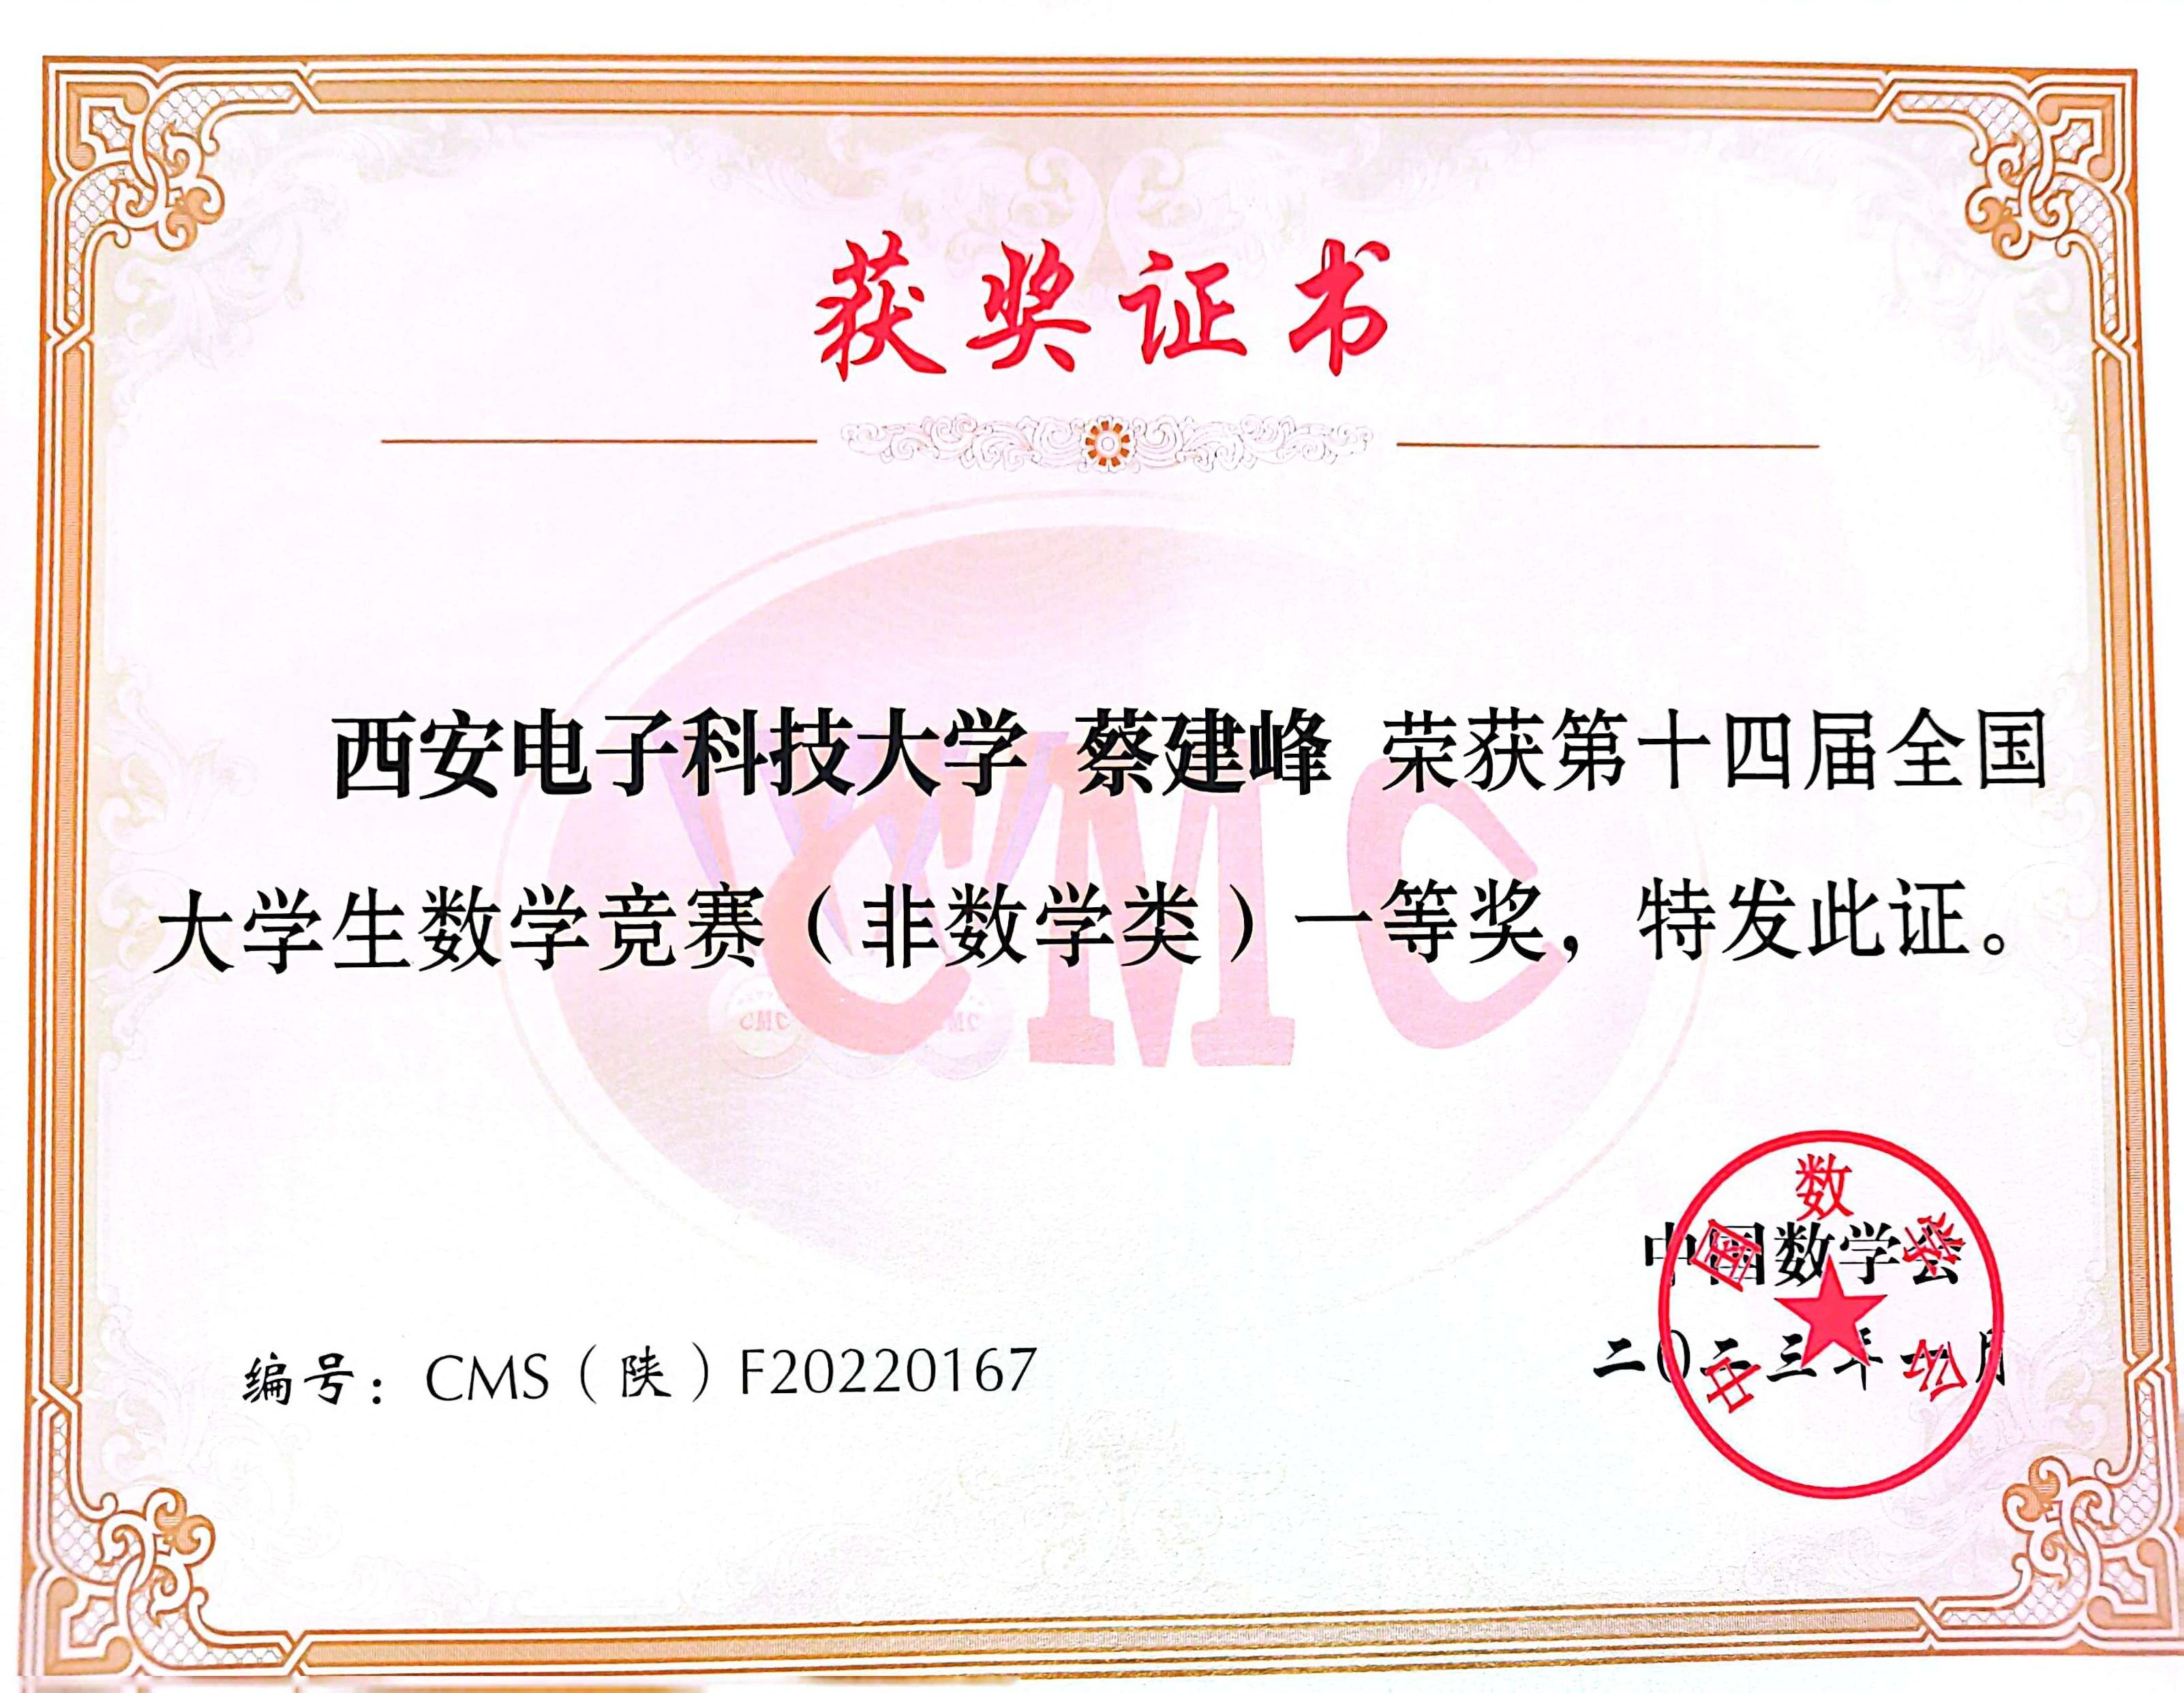 获奖证书
西安电子科技大学 蔡建峰 荣获第十四届全国
大学生数学竞赛（非数学类）一等奖，特发此证。
CMC
CMC
MC
数
中国数学会
国
学
二〇二三年一月
中
会
编号：CMS（陕）F20220167